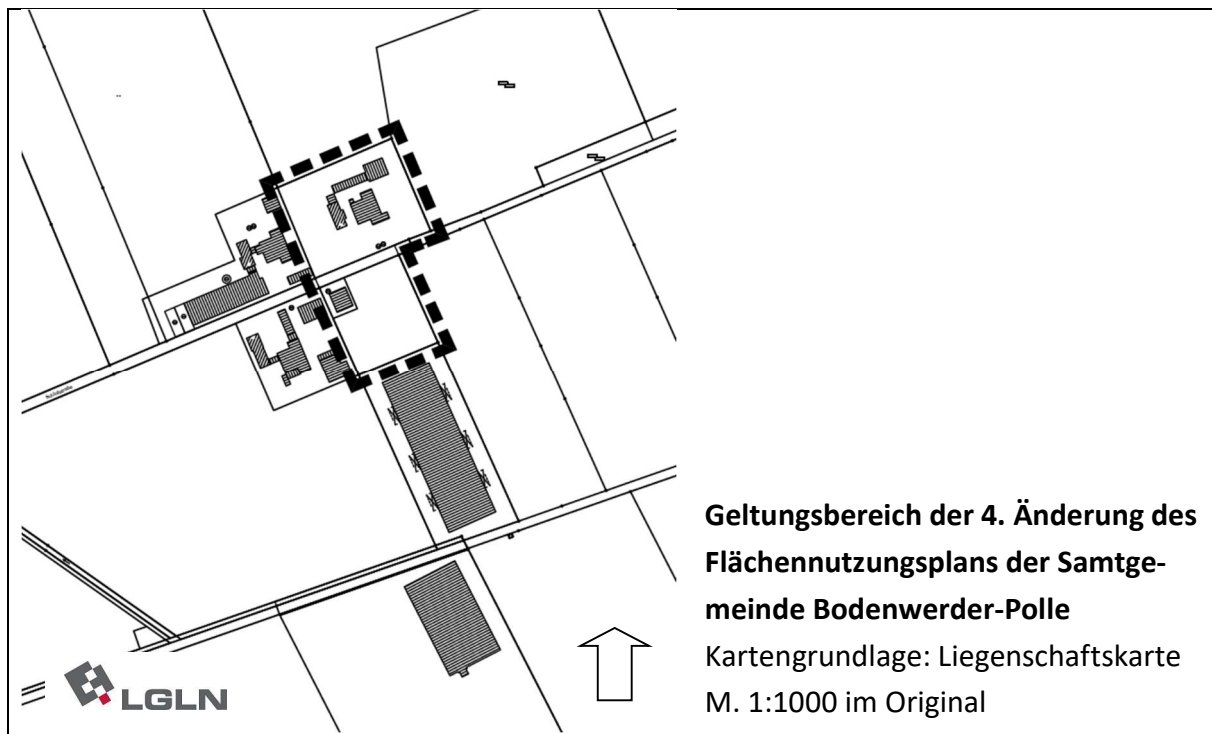 Geltungsbereich der 4. Änderung des
Flächennutzungsplans der Samtge-
meinde Bodenwerder-Polle
Kartengrundlage: Liegenschaftskarte
M. 1:1000 im Original
LGLN